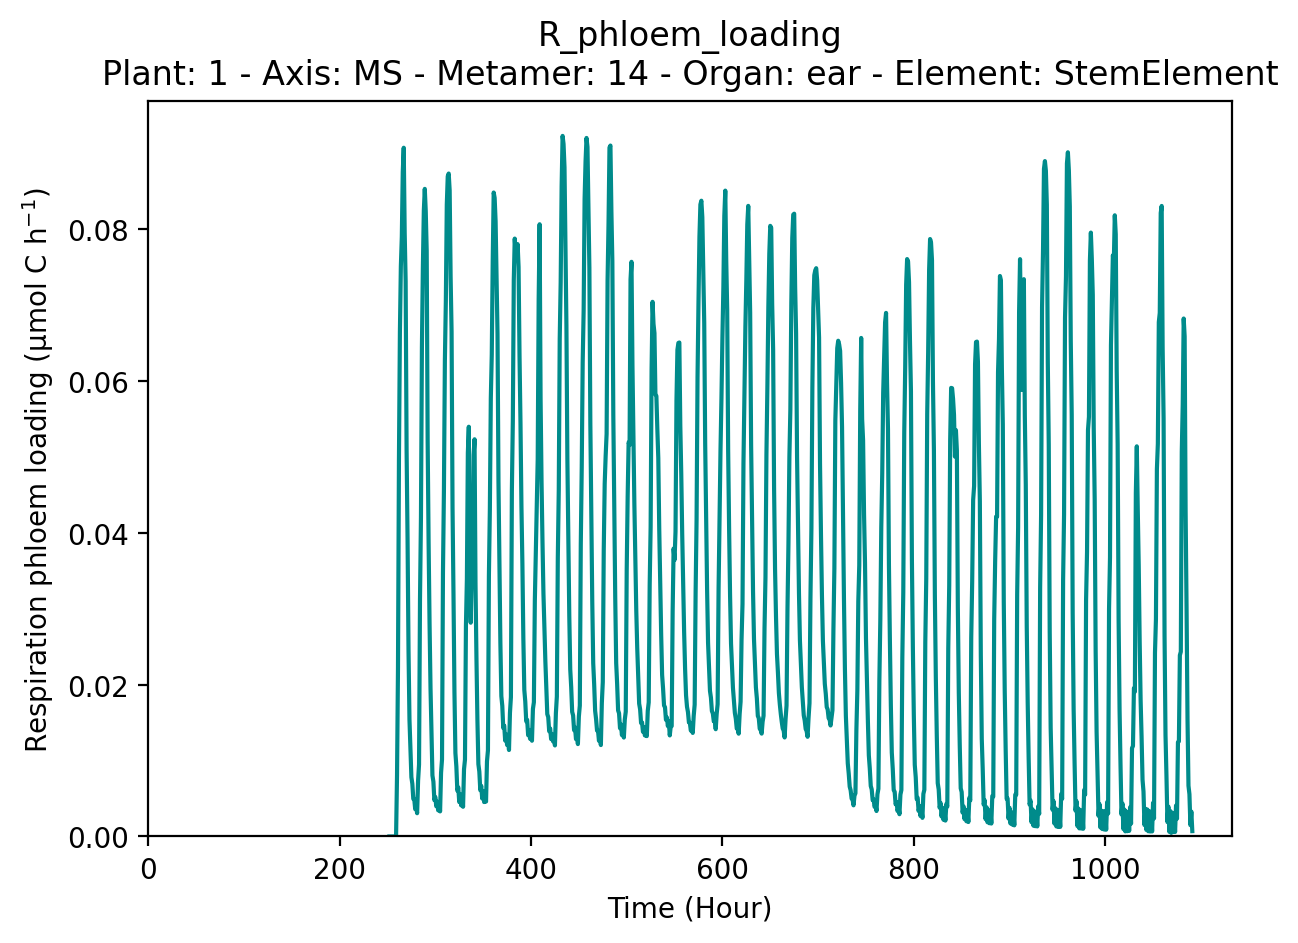 R_phloem_loading
Plant: 1 - Axis: MS - Metamer: 14 - Organ: ear - Element: StemElement
Respiration phloem loading (µmol C h⁻¹)
0.08
0.06
0.04
0.02
0.00
0 200 400 600 800 1000
Time (Hour)